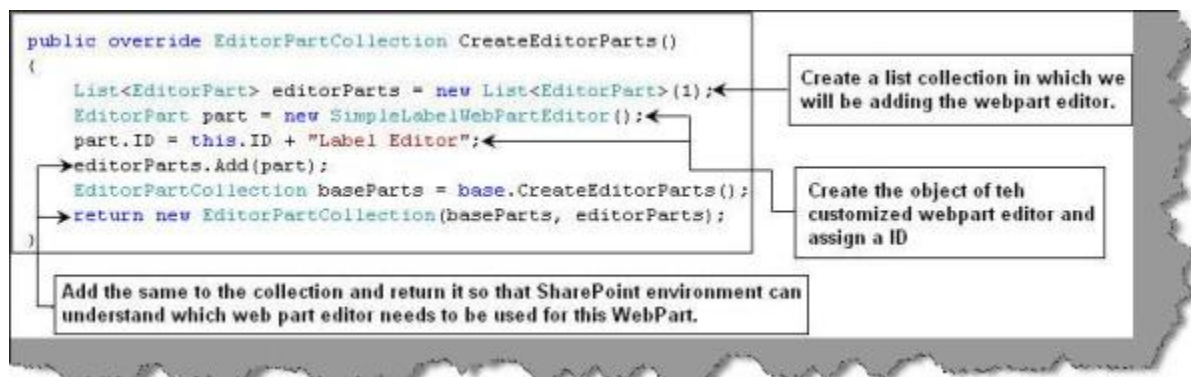 public override EditorPartCollection CreateEditorParts()
{
List<EditorPart> editorParts = new List<EditorPart>(1);
EditorPart part = new SimpleLabelWebPartEditor();
part.ID = this.ID + "Label Editor";
editorParts.Add(part);
EditorPartCollection baseParts = base.CreateEditorParts();
return new EditorPartCollection(baseParts, editorParts);
}
Create a list collection in which we
will be adding the webpart editor.
Create the object of teh
customized webpart editor and
assign a ID
Add the same to the collection and return it so that SharePoint environment can
understand which web part editor needs to be used for this WebPart.